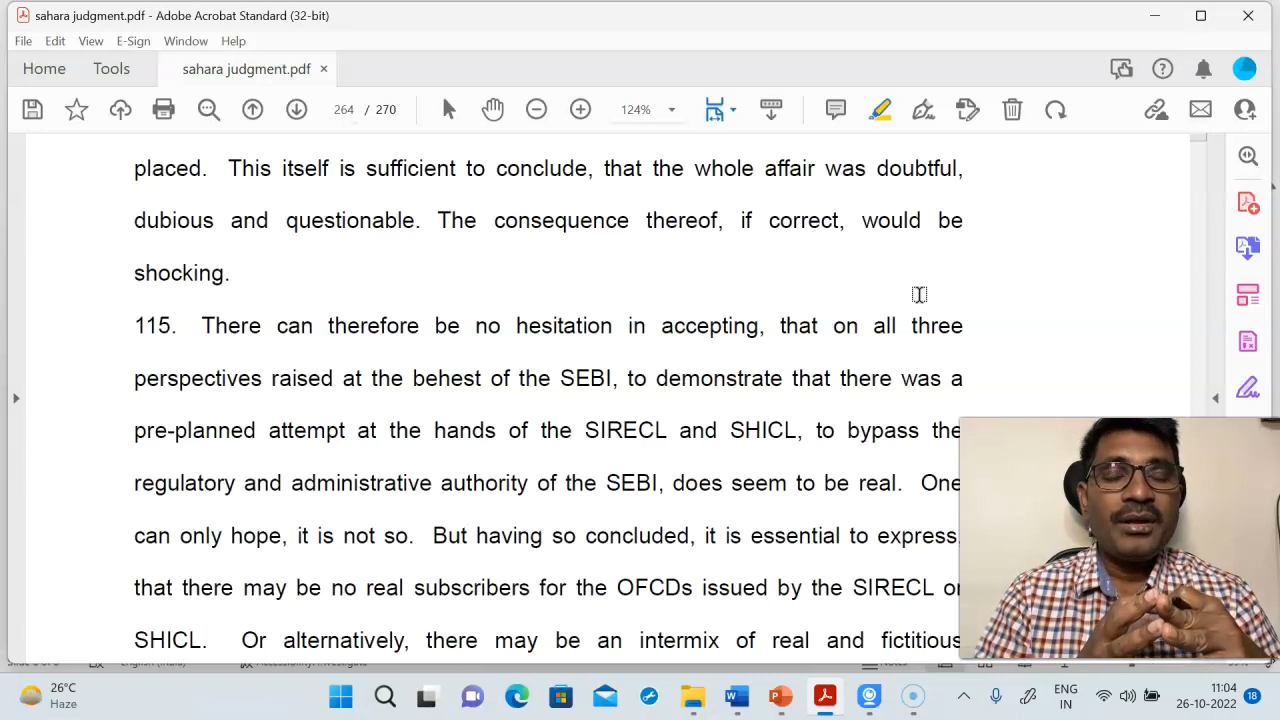 sahara judgment.pdf - Adobe Acrobat Standard (32-bit)
File Edit View E-Sign Window Help
Home Tools sahara judgment.pdf ×
264 / 270 124%
placed. This itself is sufficient to conclude, that the whole affair was doubtful,
dubious and questionable. The consequence thereof, if correct, would be
shocking.
115. There can therefore be no hesitation in accepting, that on all three
perspectives raised at the behest of the SEBI, to demonstrate that there was a
pre-planned attempt at the hands of the SIRECL and SHICL, to bypass the
regulatory and administrative authority of the SEBI, does seem to be real. One
can only hope, it is not so. But having so concluded, it is essential to express,
that there may be no real subscribers for the OFCDs issued by the SIRECL or
SHICL. Or alternatively, there may be an intermix of real and fictitious
26°C
Haze
ENG
IN
11:04
26-10-2022
18